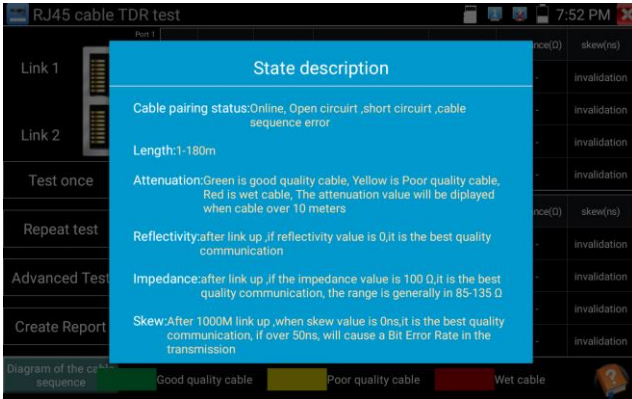 RJ45 cable TDR test
7:52 PM
Port 1
nce(Ω) skew(ns)
Link 1
- invalidation
- invalidation
Link 2
- invalidation
- invalidation
Test once
nce(Ω) skew(ns)
Repeat test
- invalidation
Advanced Test
- invalidation
- invalidation
Create Report
- invalidation
State description
Cable pairing status:Online, Open circuirt ,short circuirt ,cable
sequence error
Length:1-180m
Attenuation:Green is good quality cable, Yellow is Poor quality cable,
Red is wet cable, The attenuation value will be diplayed
when cable over 10 meters
Reflectivity:after link up ,if reflectivity value is 0,it is the best quality
communication
Impedance:after link up ,if the impedance value is 100 Ω,it is the best
quality communication, the range is generally in 85-135 Ω
Skew:After 1000M link up ,when skew value is 0ns,it is the best quality
communication, if over 50ns, will cause a Bit Error Rate in the
transmission
Diagram of the cable
sequence
Good quality cable
Poor quality cable
Wet cable